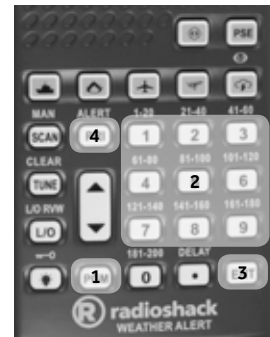 PSE
MAN ALERT 1-20 21-40 41-60
SCAN 4 1 2 3
CLEAR 61-80 81-100 101-120
TUNE 4 2 6
L/O RVW 121-140 141-160 161-180
L/O 7 8 9
181-200 DELAY
1 0 3
R radioshack
WEATHER ALERT